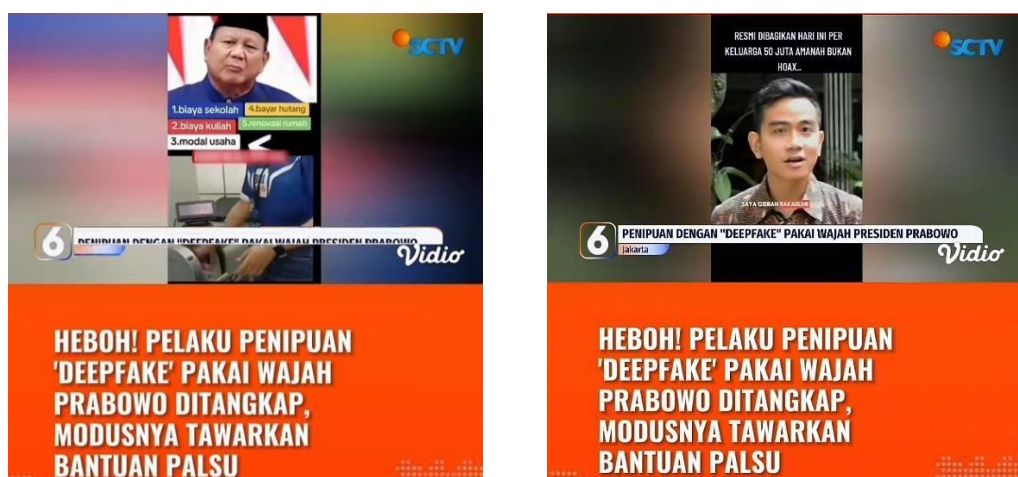 SCTV
1.biaya sekolah
4.bayar hutang
2.biaya kuliah
5.renovasi rumah
3.modal usaha
6
PENIPUAN DENGAN "DEEPFAKE" PAKAI WAJAH PRESIDEN PRABOWO
Vidio
HEBOH! PELAKU PENIPUAN
'DEEPFAKE' PAKAI WAJAH
PRABOWO DITANGKAP,
MODUSNYA TAWARKAN
BANTUAN PALSU
SCTV
RESMI DIBAGIKAN HARI INI PER
KELUARGA 50 JUTA AMANAH BUKAN
HOAX..
SAYA GIBRAN RAKABUMI
6
PENIPUAN DENGAN "DEEPFAKE" PAKAI WAJAH PRESIDEN PRABOWO
Jakarta
Vidio
HEBOH! PELAKU PENIPUAN
'DEEPFAKE' PAKAI WAJAH
PRABOWO DITANGKAP,
MODUSNYA TAWARKAN
BANTUAN PALSU